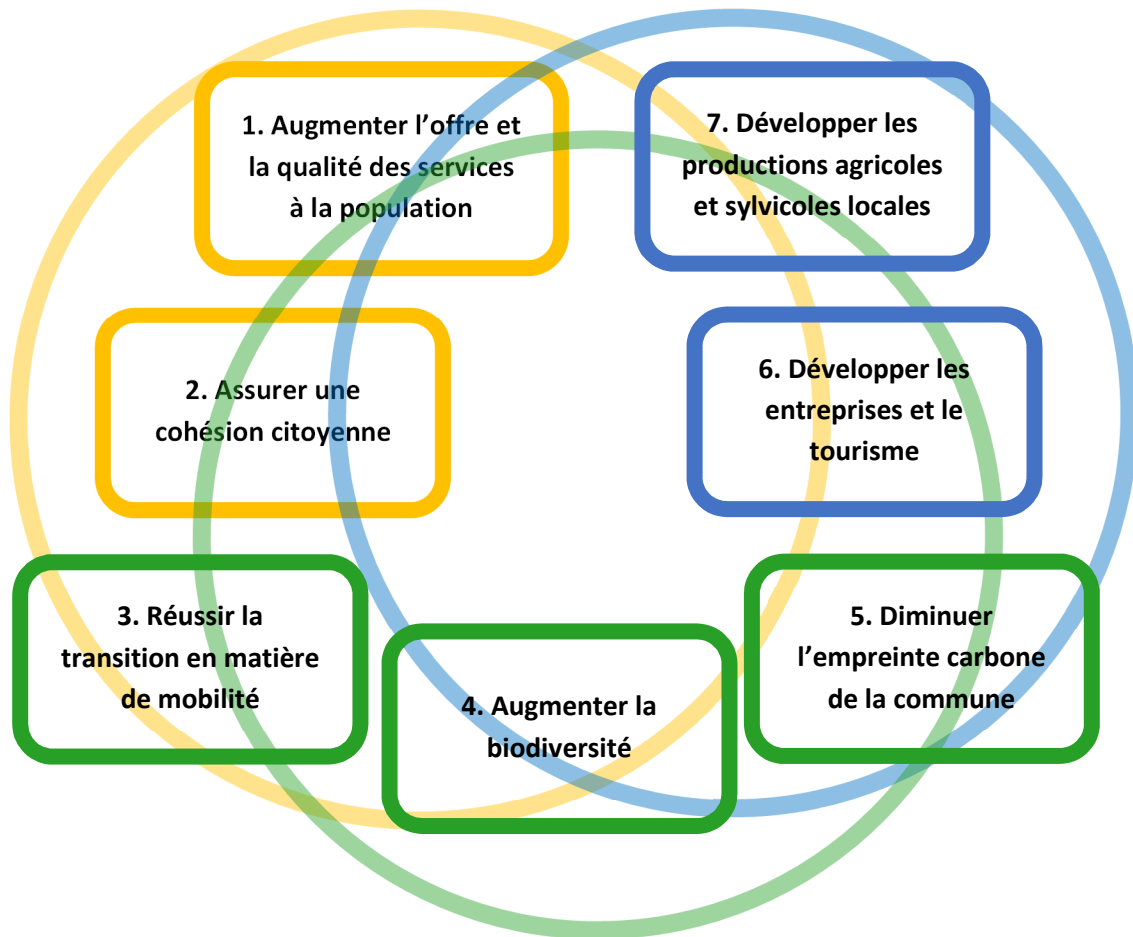 1. Augmenter l’offre et
la qualité des services
à la population
7. Développer les
productions agricoles
et sylvicoles locales
2. Assurer une
cohésion citoyenne
6. Développer les
entreprises et le
tourisme
3. Réussir la
transition en matière
de mobilité
4. Augmenter la
biodiversité
5. Diminuer
l’empreinte carbone
de la commune